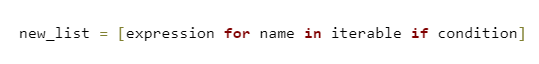 new_list = [expression for name in iterable if condition]